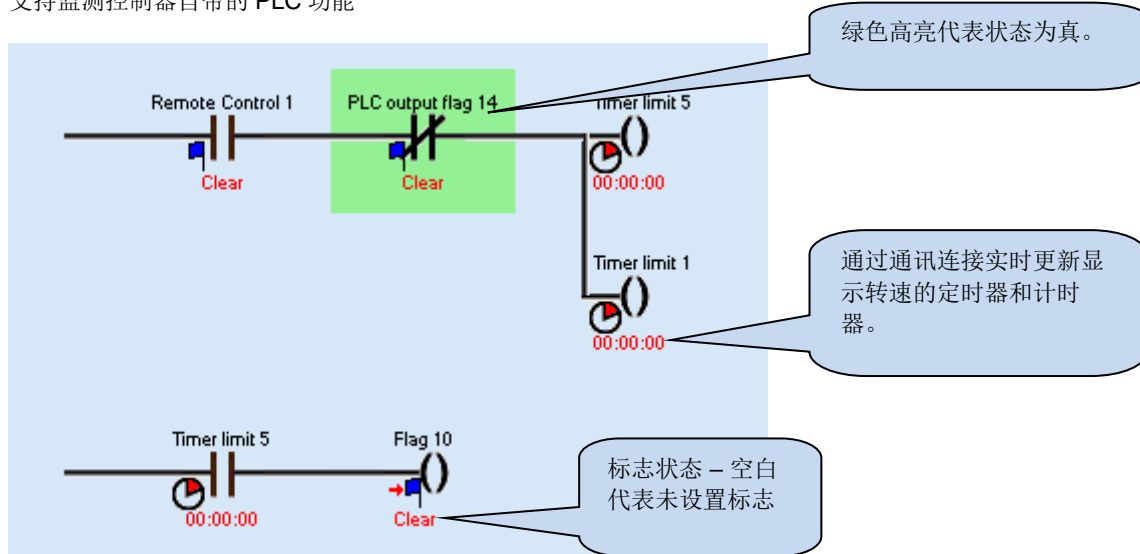 支持监测控制器自带的 PLC 功能
绿色高亮代表状态为真。
Remote Control 1
PLC output flag 14
Timer limit 5
Clear
Clear
00:00:00
Timer limit 1
00:00:00
通过通讯连接实时更新显
示转速的定时器和计时
器。
Timer limit 5
Flag 10
00:00:00
Clear
标志状态 – 空白
代表未设置标志